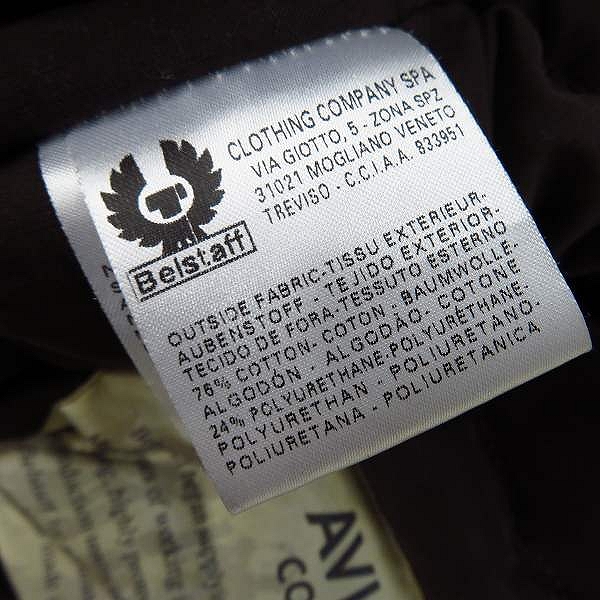 CLOTHING COMPANY SPA
VIA GIOTTO, 5 - ZONA SPZ
31021 MOGLIANO VENETO
TREVISO - C.C.I.A.A. 833951
Belstaff
OUTSIDE FABRIC-TISSU EXTERIEUR-
AUBENSTOFF - TEJIDO EXTERIOR-
TECIDO DE FORA-TESSUTO ESTERNO
76% COTTON- COTON - BAUMWOLLE-
ALGODÓN - ALGODAO- COTONE
24% POLYURETHANE-POLYURÉTHANE-
POLYURETHAN - POLIURETANO-
POLIURETANA - POLIURETANICA